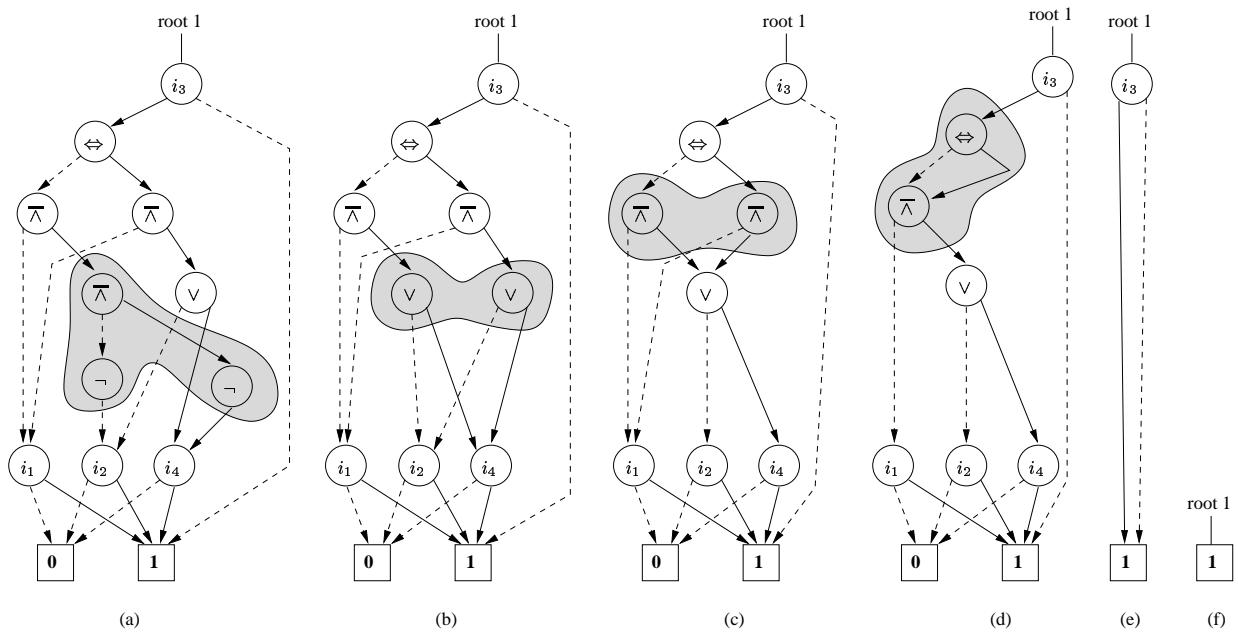 root 1
root 1
root 1
root 1
root 1
i₃
i₃
i₃
i₃
i₃
⇔
⇔
⇔
⇔
⊼
⊼
⊼
⊼
⊼
⊼
⊼
⊼
∨
∨
∨
∨
∨
¬
¬
i₁
i₂
i₄
i₁
i₂
i₄
i₁
i₂
i₄
i₁
i₂
i₄
root 1
0
1
0
1
0
1
0
1
1
1
(a)
(b)
(c)
(d)
(e)
(f)